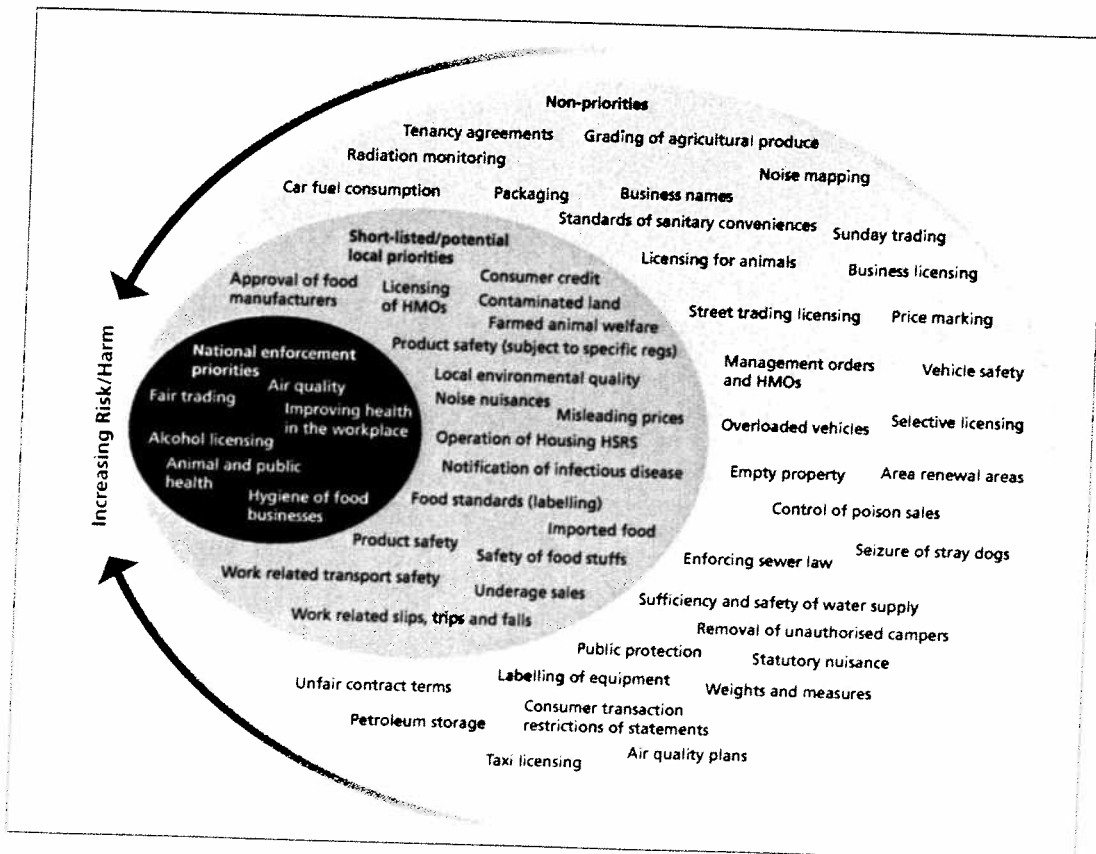 Non-priorities
Tenancy agreements
Grading of agricultural produce
Radiation monitoring
Noise mapping
Car fuel consumption
Packaging
Business names
Standards of sanitary conveniences
Sunday trading
Licensing for animals
Business licensing
Street trading licensing
Price marking
Management orders
and HMOs
Vehicle safety
Overloaded vehicles
Selective licensing
Empty property
Area renewal areas
Control of poison sales
Enforcing sewer law
Seizure of stray dogs
Sufficiency and safety of water supply
Removal of unauthorised campers
Public protection
Statutory nuisance
Labelling of equipment
Weights and measures
Unfair contract terms
Consumer transaction
restrictions of statements
Petroleum storage
Taxi licensing
Air quality plans
Short-listed/potential
local priorities
Approval of food
manufacturers
Licensing
of HMOs
Consumer credit
Contaminated land
Farmed animal welfare
Product safety (subject to specific regs)
Local environmental quality
Noise nuisances
Misleading prices
Operation of Housing HSRS
Notification of infectious disease
Food standards (labelling)
Imported food
Product safety
Safety of food stuffs
Work related transport safety
Underage sales
Work related slips, trips and falls
National enforcement
priorities
Air quality
Fair trading
Improving health
in the workplace
Alcohol licensing
Animal and public
health
Hygiene of food
businesses
Increasing Risk/Harm